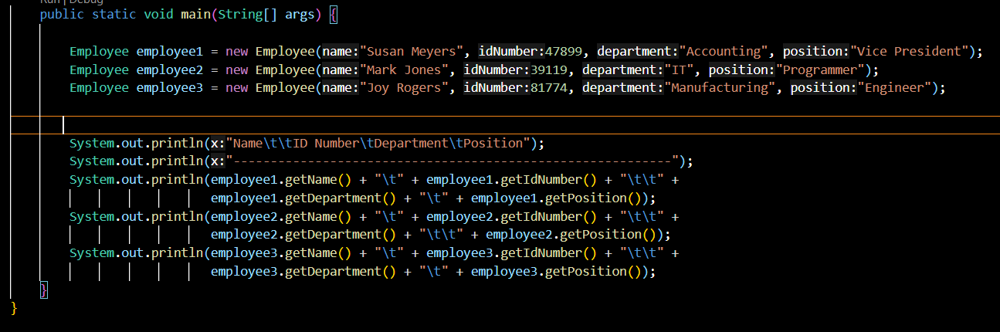 Run | Debug
public static void main(String[] args) {
Employee employee1 = new Employee(name:"Susan Meyers", idNumber:47899, department:"Accounting", position:"Vice President");
Employee employee2 = new Employee(name:"Mark Jones", idNumber:39119, department:"IT", position:"Programmer");
Employee employee3 = new Employee(name:"Joy Rogers", idNumber:81774, department:"Manufacturing", position:"Engineer");
System.out.println(x:"Name\t\tID Number\tDepartment\tPosition");
System.out.println(x:"-----------------------------------------------------------");
System.out.println(employee1.getName() + "\t" + employee1.getIdNumber() + "\t\t" +
employee1.getDepartment() + "\t" + employee1.getPosition());
System.out.println(employee2.getName() + "\t" + employee2.getIdNumber() + "\t\t" +
employee2.getDepartment() + "\t\t" + employee2.getPosition());
System.out.println(employee3.getName() + "\t" + employee3.getIdNumber() + "\t\t" +
employee3.getDepartment() + "\t" + employee3.getPosition());
}
}